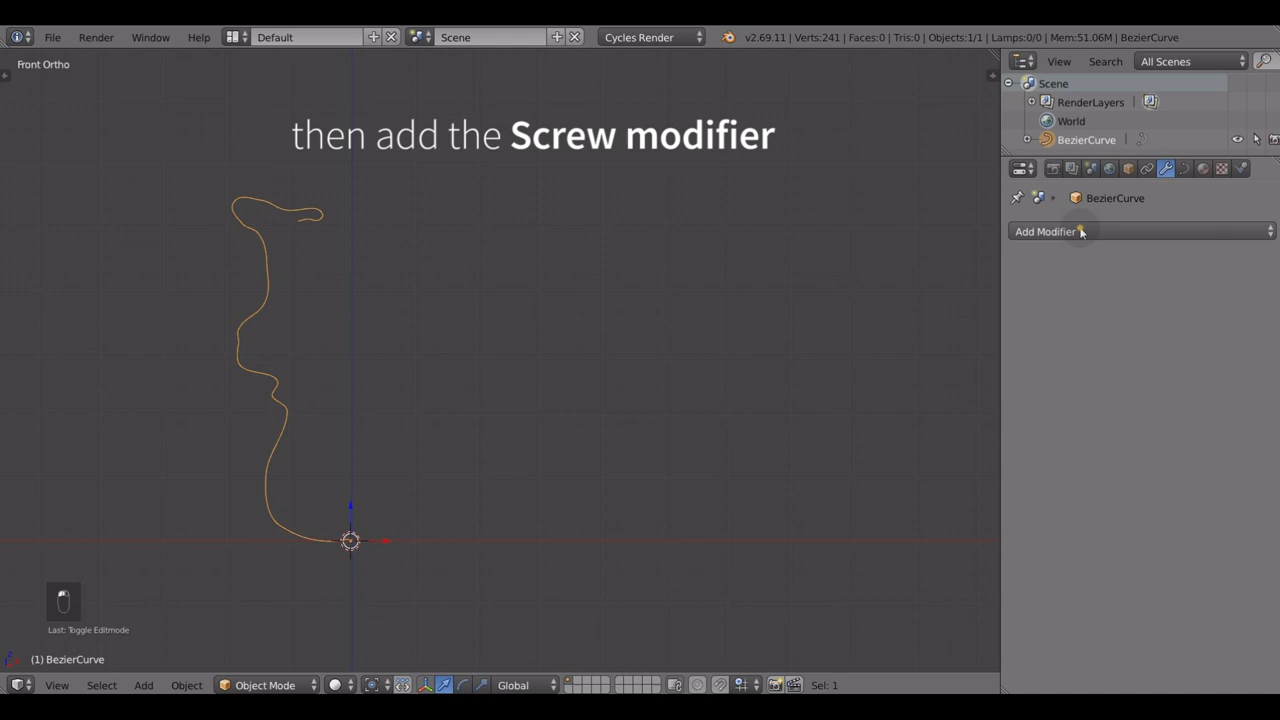 File Render Window Help Default Scene Cycles Render v2.69.11 | Verts:241 | Faces:0 | Tris:0 | Objects:1/1 | Lamps:0/0 | Mem:51.06M | BezierCurve
Front Ortho
View Search All Scenes
Scene
RenderLayers
World
BezierCurve
then add the Screw modifier
BezierCurve
Add Modifier
Last: Toggle Editmode
(1) BezierCurve
View Select Add Object Object Mode Global Sel: 1